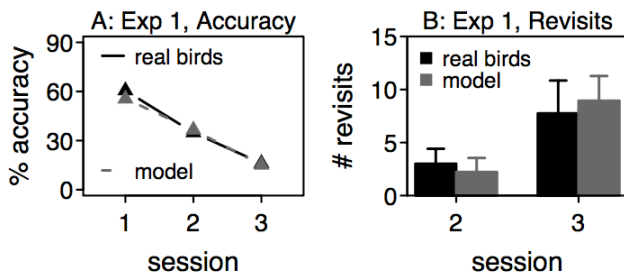 A: Exp 1, Accuracy
% accuracy
90
60
30
0
real birds
model
1 2 3
session
B: Exp 1, Revisits
# revisits
15
10
5
0
real birds
model
2 3
session